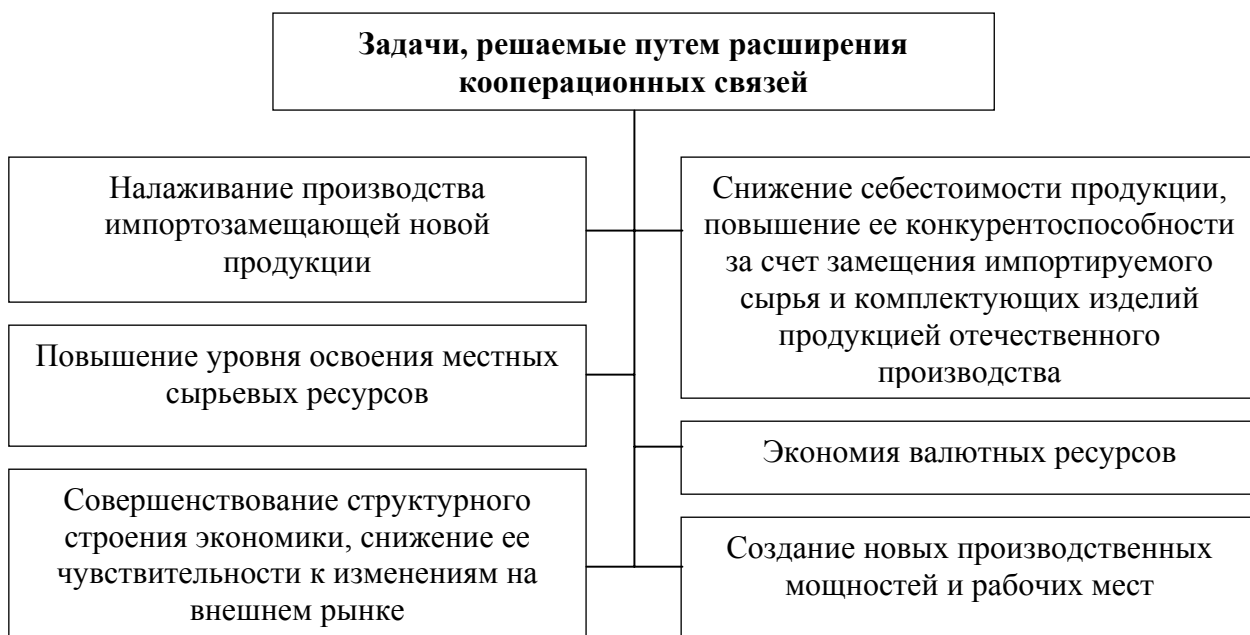 Задачи, решаемые путем расширения
кооперационных связей
Налаживание производства
импортозамещающей новой
продукции
Повышение уровня освоения местных
сырьевых ресурсов
Совершенствование структурного
строения экономики, снижение ее
чувствительности к изменениям на
внешнем рынке
Снижение себестоимости продукции,
повышение ее конкурентоспособности
за счет замещения импортируемого
сырья и комплектующих изделий
продукцией отечественного
производства
Экономия валютных ресурсов
Создание новых производственных
мощностей и рабочих мест